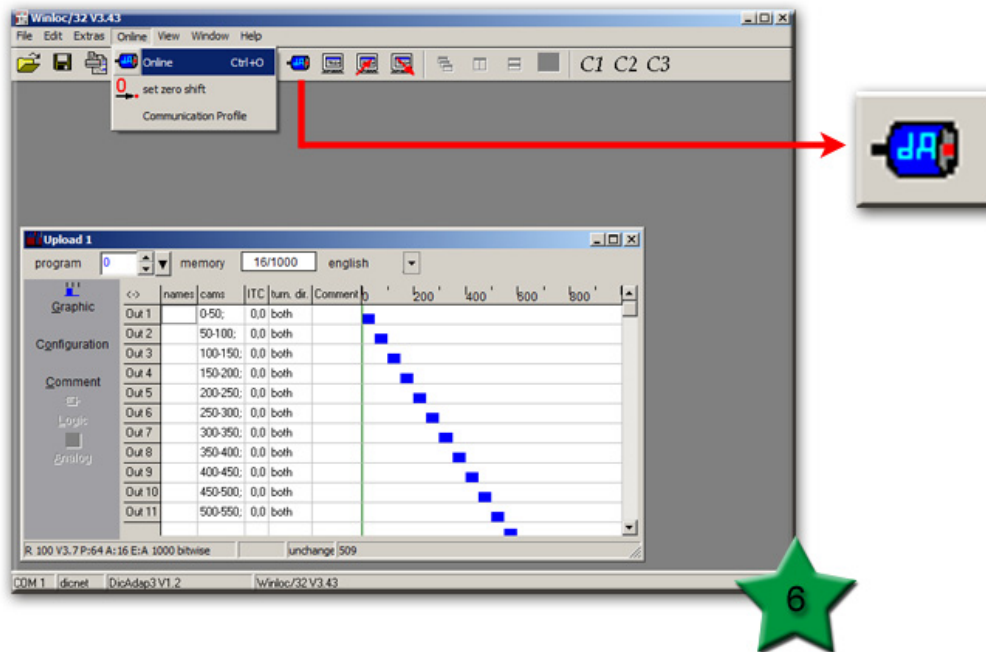 Winloc/32 V3.43
File Edit Extras Online View Window Help
Online Ctrl+O
C1 C2 C3
set zero shift
Communication Profile
dA
Upload 1
program 0 memory 16/1000 english
Graphic
Configuration
Comment
Logic
Analog
<-> names cams ITC turn. dir. Comment 0 200 400 600 800
Out 1 0-50; 0,0 both
Out 2 50-100; 0,0 both
Out 3 100-150; 0,0 both
Out 4 150-200; 0,0 both
Out 5 200-250; 0,0 both
Out 6 250-300; 0,0 both
Out 7 300-350; 0,0 both
Out 8 350-400; 0,0 both
Out 9 400-450; 0,0 both
Out 10 450-500; 0,0 both
Out 11 500-550; 0,0 both
R 100 V3.7 P:64 A:16 E:A 1000 bitwise unchange 509
COM 1 dicnet DicAdap3 V1.2 Winloc/32 V3.43
6